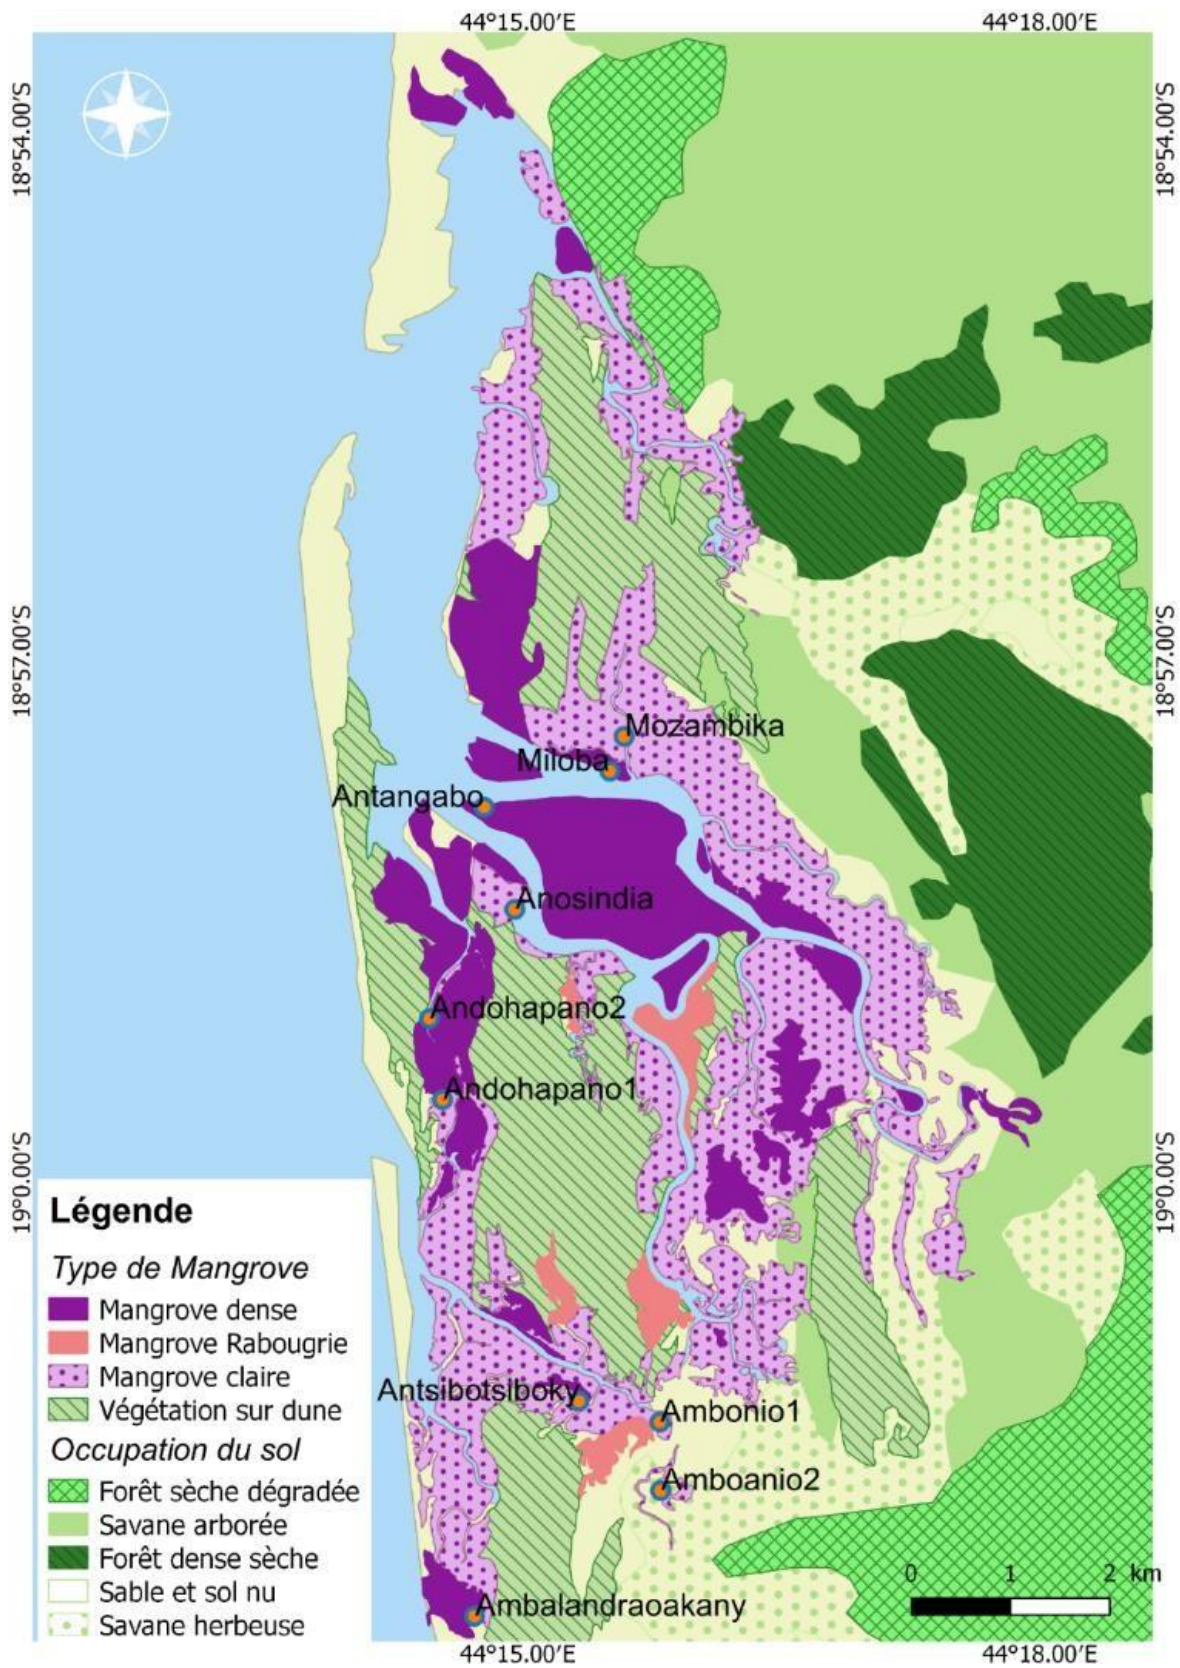 44°15.00′E
44°18.00′E
18°54.00′S
18°54.00′S
18°57.00′S
18°57.00′S
Mozambika
Miloba
Antangabo
Anosindia
Andohapano2
Andohapano1
19°0.00′S
19°0.00′S
Légende
Type de Mangrove
Mangrove dense
Mangrove Rabougrie
Mangrove claire
Végétation sur dune
Occupation du sol
Forêt sèche dégradée
Savane arborée
Forêt dense sèche
Sable et sol nu
Savane herbeuse
Antsibotsiboky
Ambonio1
Amboanio2
Ambalandraoakany
0 1 2 km
44°15.00′E
44°18.00′E